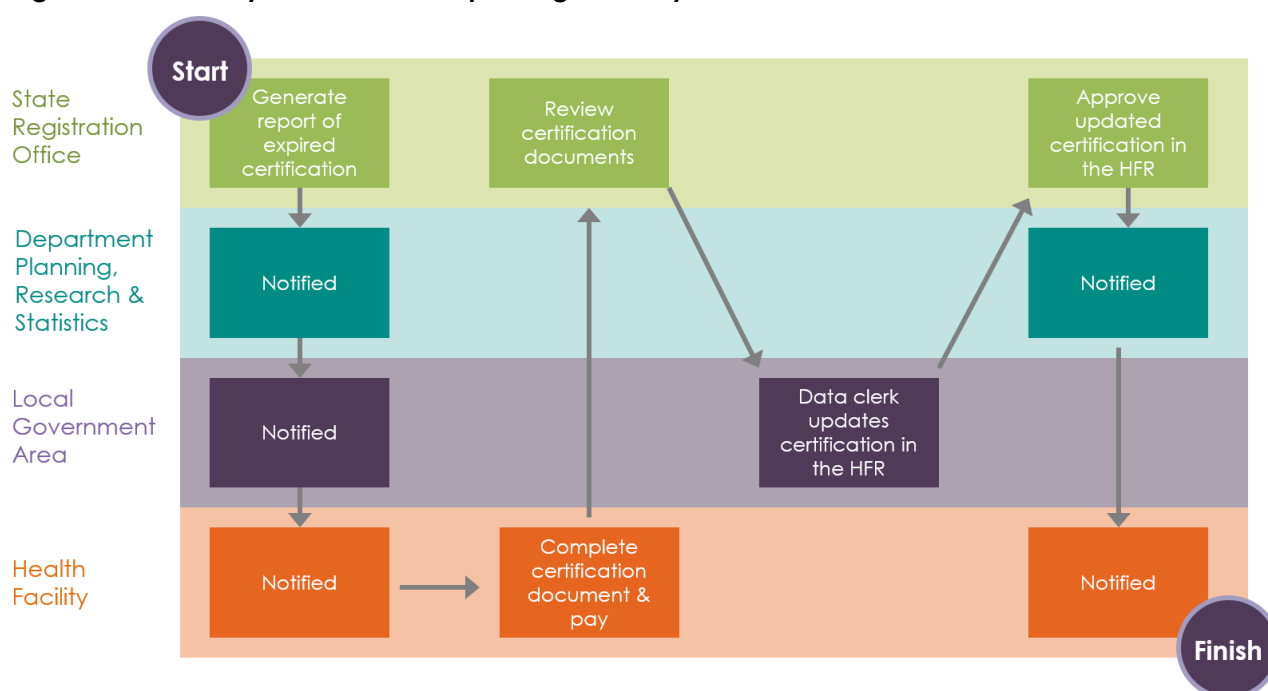 Start
State
Registration
Office
Generate
report of
expired
certification
Review
certification
documents
Approve
updated
certification in
the HFR
Department
Planning,
Research &
Statistics
Notified
Notified
Local
Government
Area
Notified
Data clerk
updates
certification in
the HFR
Health
Facility
Notified
Complete
certification
document &
pay
Notified
Finish